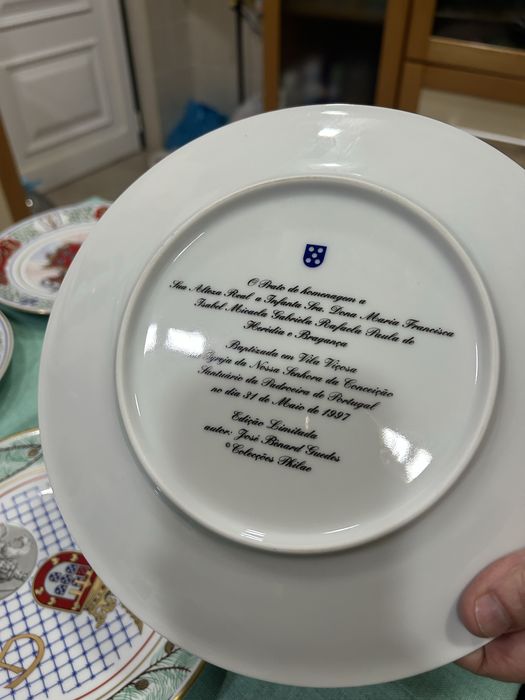 O Prato de homenagem a
Sua Alteza Real a Infanta Sra. Dona Maria Francisca
Isabel Micaela Gabriela Rafaela Paula de
Herédia e Bragança
Baptizada em Vila Viçosa
Igreja da Nossa Senhora da Conceição
Santuário da Padroeira de Portugal
no dia 31 de Maio de 1997
Edição Limitada
autor: José Bénard Guedes
©Colecções Philae